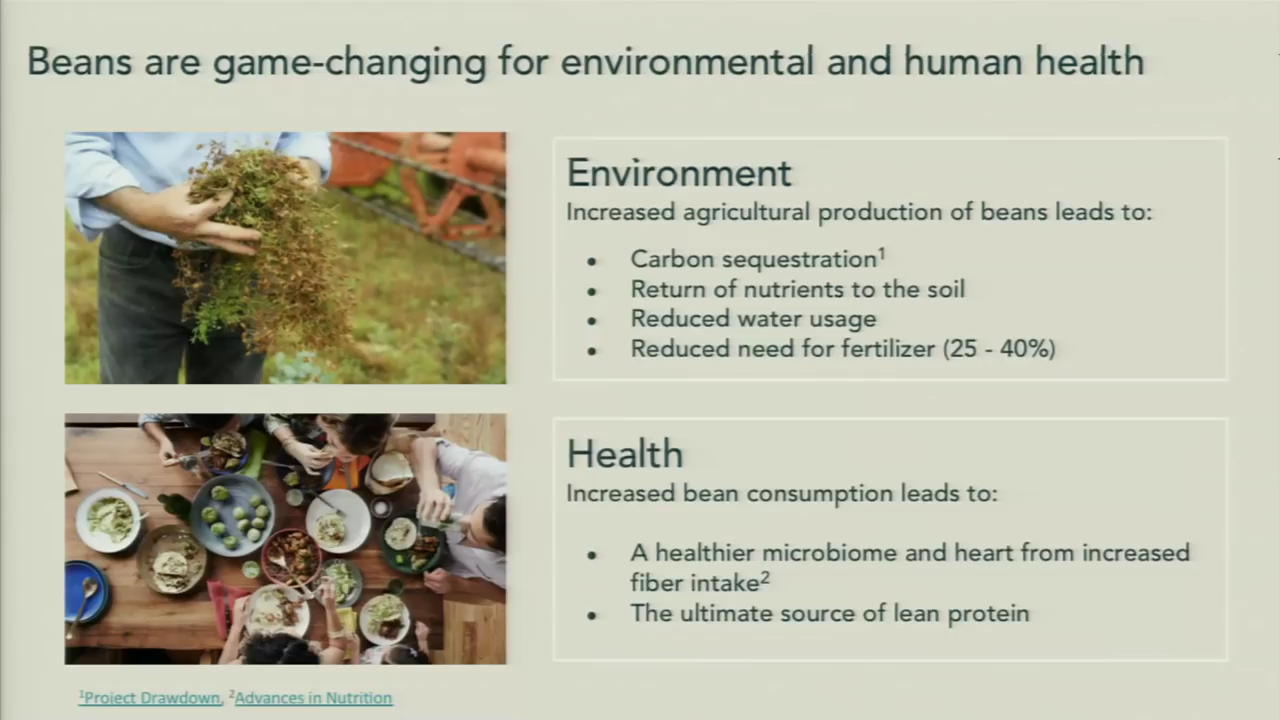 Beans are game-changing for environmental and human health
Environment
Increased agricultural production of beans leads to:
• Carbon sequestration¹
• Return of nutrients to the soil
• Reduced water usage
• Reduced need for fertilizer (25 - 40%)
Health
Increased bean consumption leads to:
• A healthier microbiome and heart from increased
fiber intake²
• The ultimate source of lean protein
¹Project Drawdown, ²Advances in Nutrition